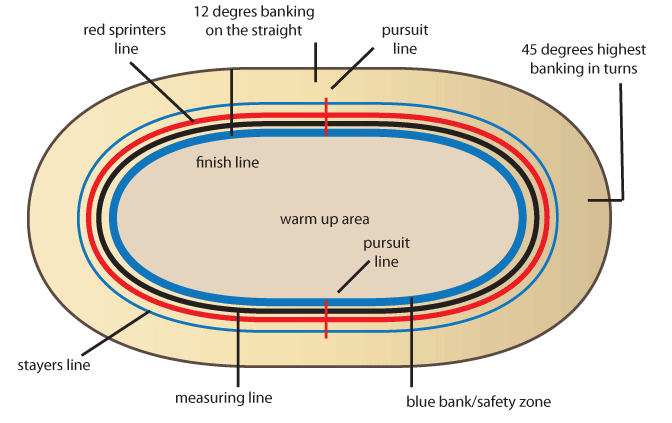 12 degres banking
on the straight
red sprinters
line
pursuit
line
45 degrees highest
banking in turns
finish line
warm up area
pursuit
line
stayers line
measuring line
blue bank/safety zone